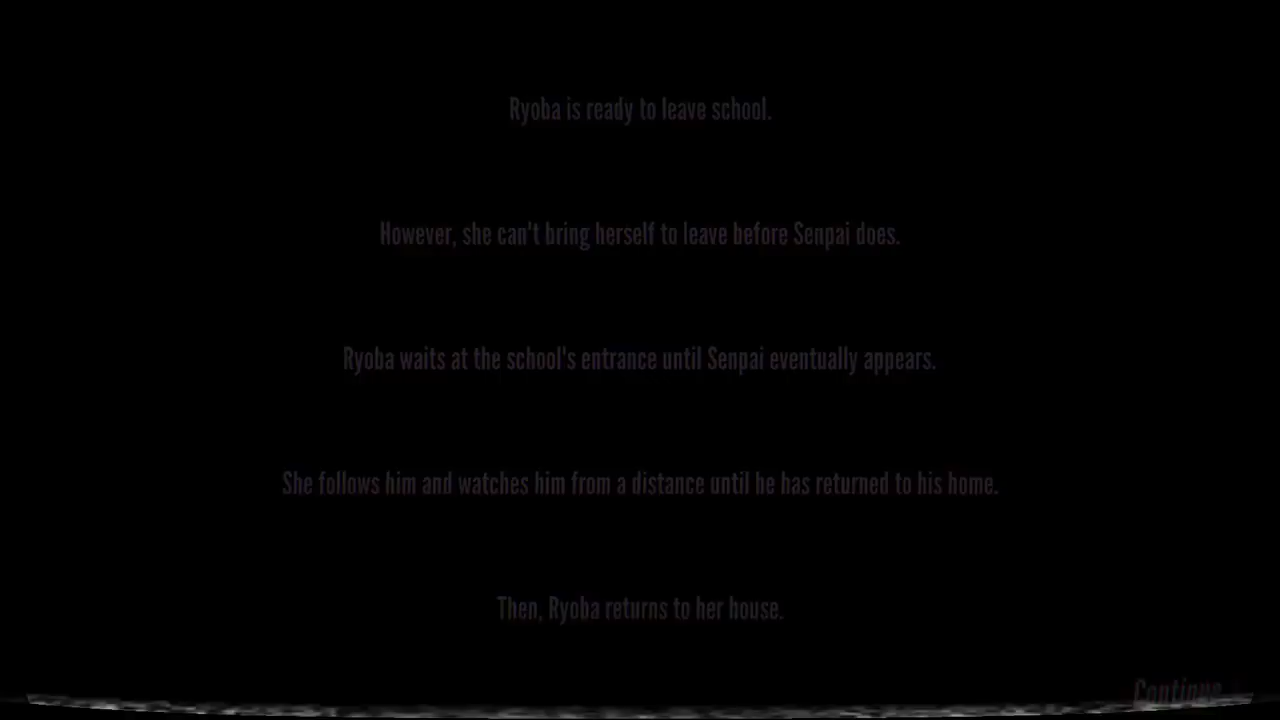 Ryoba is ready to leave school.
However, she can't bring herself to leave before Senpai does.
Ryoba waits at the school's entrance until Senpai eventually appears.
She follows him and watches him from a distance until he has returned to his home.
Then, Ryoba returns to her house.
Continue